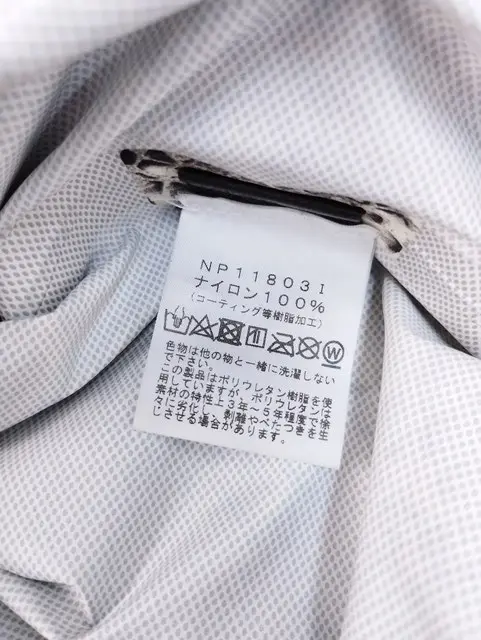 NP11803I
ナイロン100%
(コーティング等樹脂加工)
W
色物は他の物と一緒に洗濯しない
で下さい。
この製品はポリウレタン樹脂を使
用していますが、ポリウレタンは
素材の特性上3年～5年程度で徐
々に劣化し、剥離やべたつきを生
じさせる場合があります。